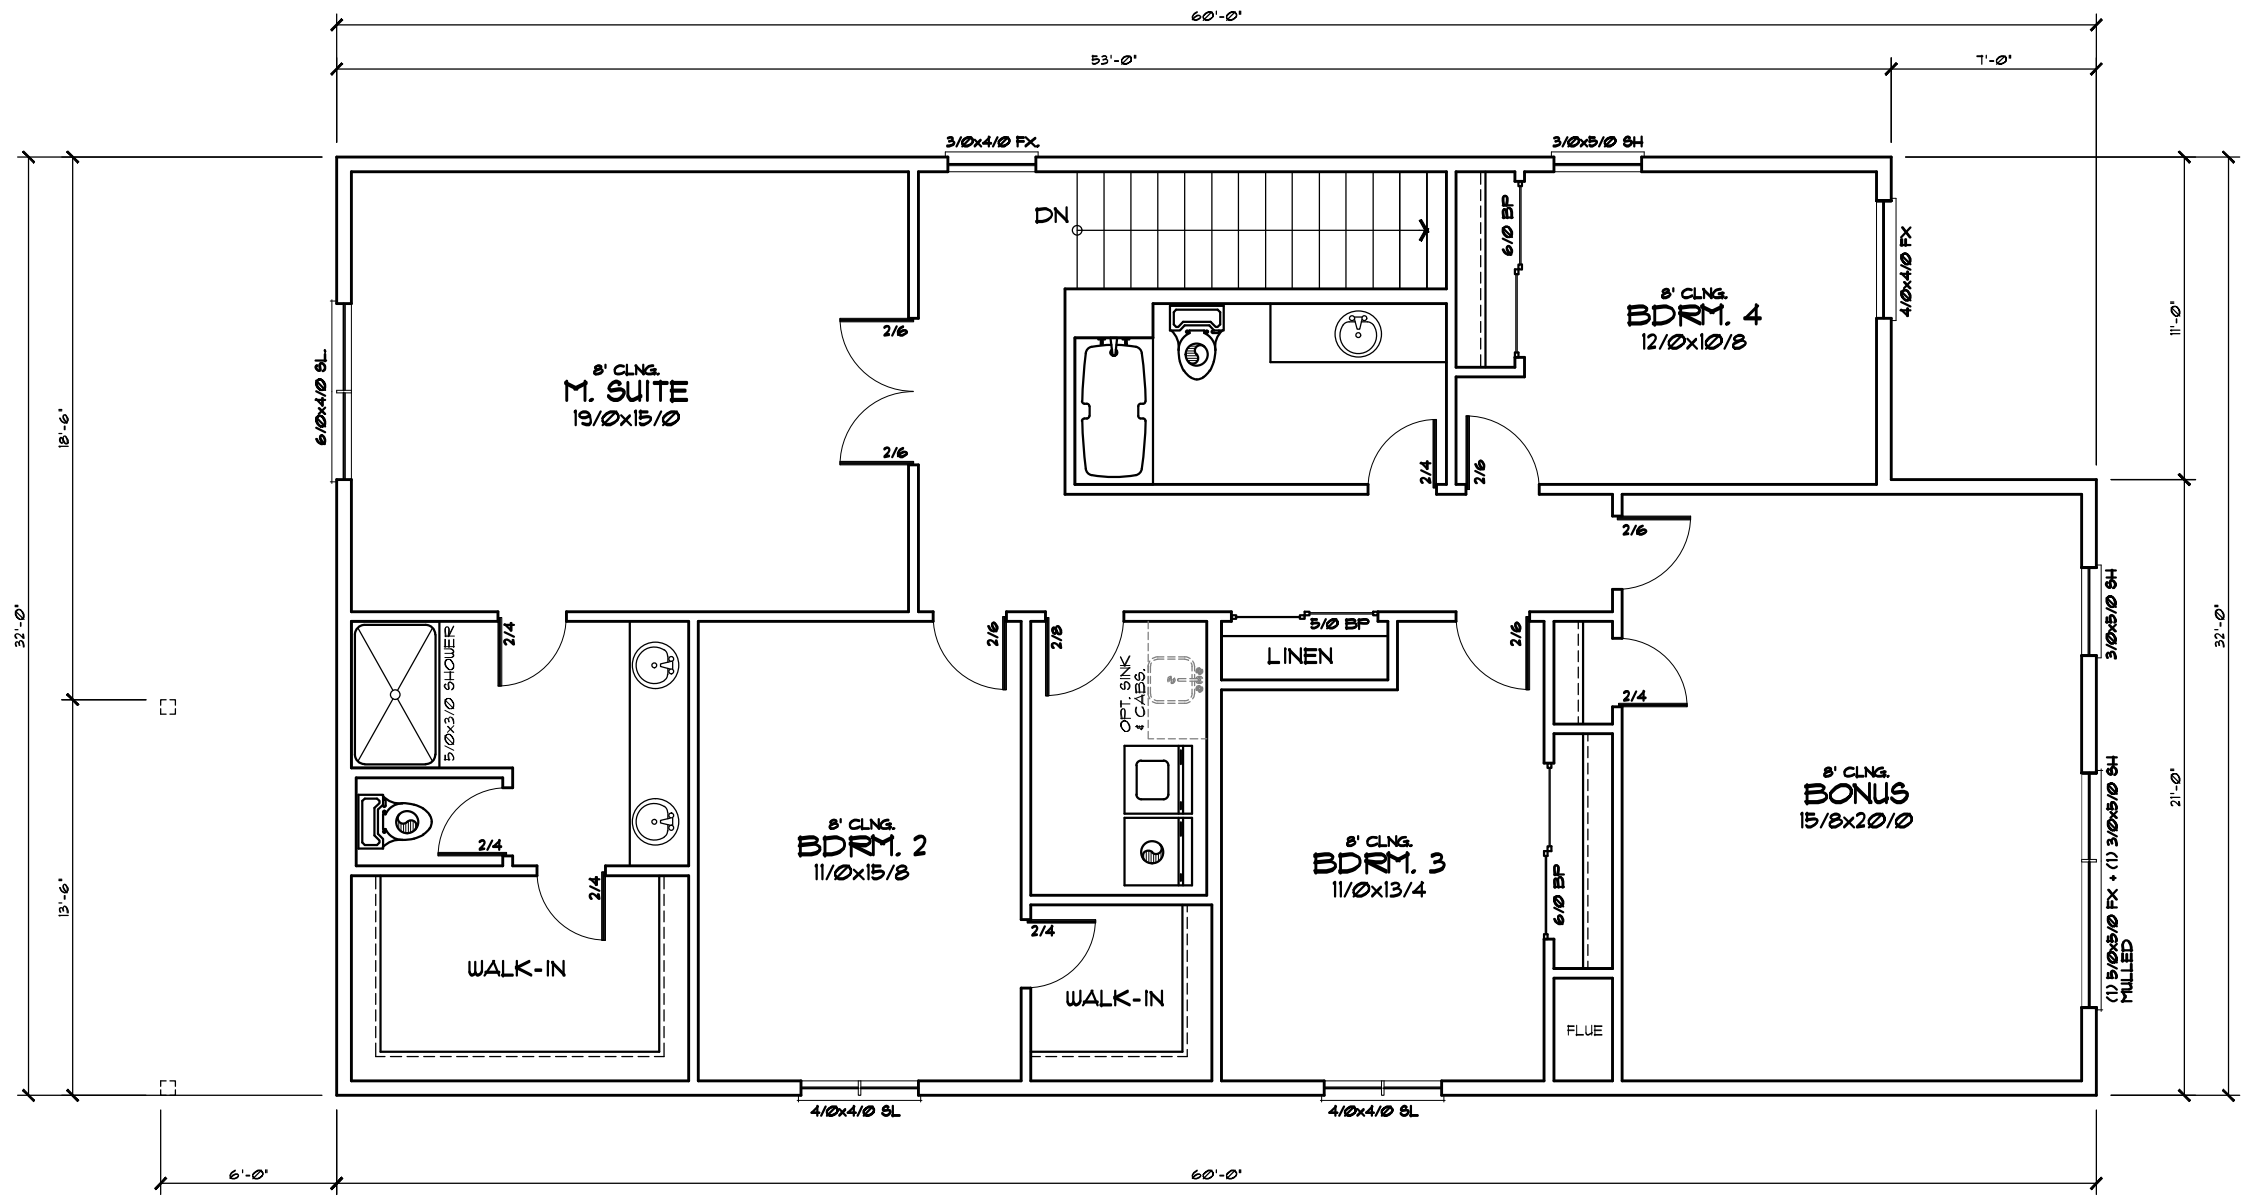 60'-0"
53'-0"
7'-0"
3/0x4/0 FX.
3/0x5/0 SH
DN
6/0 BP
4/0x4/0 FX
8' CLNG.
BDRM. 4
12/0x10/8
11'-0"
2/6
8' CLNG.
M. SUITE
19/0x15/0
6/0x4/0 SL.
18'-6"
2/6
2/4
2/6
2/6
32'-0"
2/4
5/0x3/0 SHOWER
2/6
2/8
OPT. SINK
& CABS.
5/0 BP
LINEN
2/6
2/4
3/0x5/0 SH
32'-0"
8' CLNG.
BONUS
15/8x20/0
21'-0"
(1) 5/0x5/0 FX + (1) 3/0x5/0 SH
MULLED
2/4
8' CLNG.
BDRM. 2
11/0x15/8
8' CLNG.
BDRM. 3
11/0x13/4
6/0 BP
13'-6"
2/4
2/4
WALK-IN
WALK-IN
FLUE
4/0x4/0 SL
4/0x4/0 SL
6'-0"
60'-0"